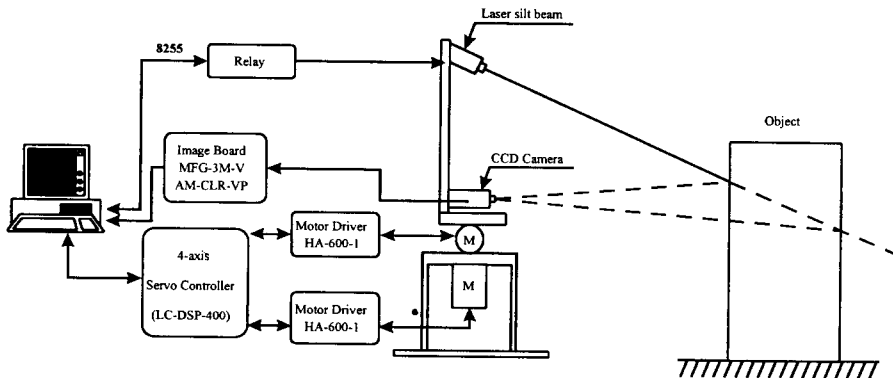 Laser silt beam
8255
Relay
Object
Image Board
MFG-3M-V
AM-CLR-VP
CCD Camera
Motor Driver
HA-600-1
M
4-axis
Servo Controller
(LC-DSP-400)
M
Motor Driver
HA-600-1